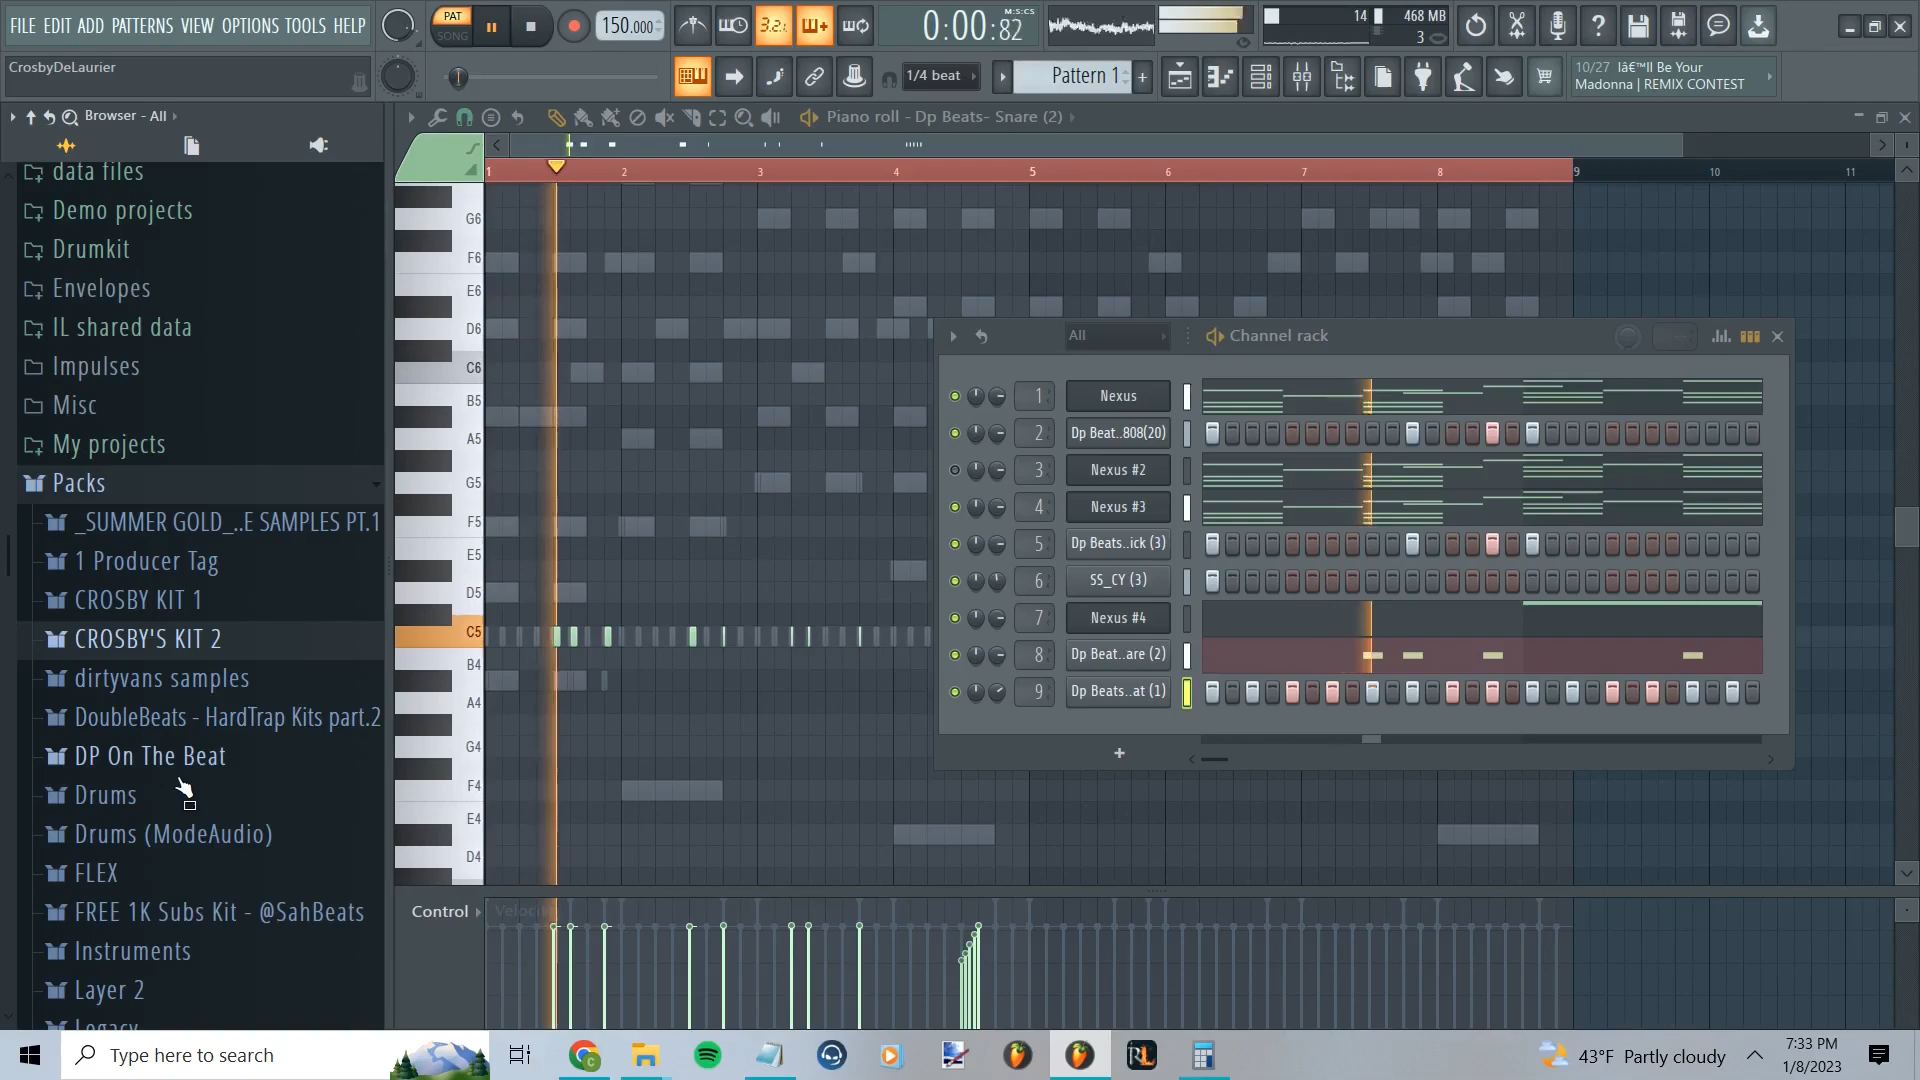 FILE EDIT ADD PATTERNS VIEW OPTIONS TOOLS HELP
PAT
SONG
150.000
3.2.1
0:00:82
M:S:CS
14
468 MB
3
CrosbyDeLaurier
1/4 beat
Pattern 1
+
10/27 Iâ€™ll Be Your
Madonna | REMIX CONTEST
Browser - All
Piano roll - Dp Beats- Snare (2)
1 2 3 4 5 6 7 8 9 10 11
data files
Demo projects
Drumkit
Envelopes
IL shared data
Impulses
Misc
My projects
Packs
_SUMMER GOLD_..E SAMPLES PT.1
1 Producer Tag
CROSBY KIT 1
CROSBY'S KIT 2
dirtyvans samples
DoubleBeats - HardTrap Kits part.2
DP On The Beat
Drums
Drums (ModeAudio)
FLEX
FREE 1K Subs Kit - @SahBeats
Instruments
Layer 2
Legacy
G6
F6
E6
D6
C6
B5
A5
G5
F5
E5
D5
C5
B4
A4
G4
F4
E4
D4
All
Channel rack
1 Nexus
2 Dp Beat..808(20)
3 Nexus #2
4 Nexus #3
5 Dp Beats..ick (3)
6 SS_CY (3)
7 Nexus #4
8 Dp Beat..are (2)
9 Dp Beats..at (1)
+
Control
Velocity
Type here to search
43°F Partly cloudy
7:33 PM
1/8/2023